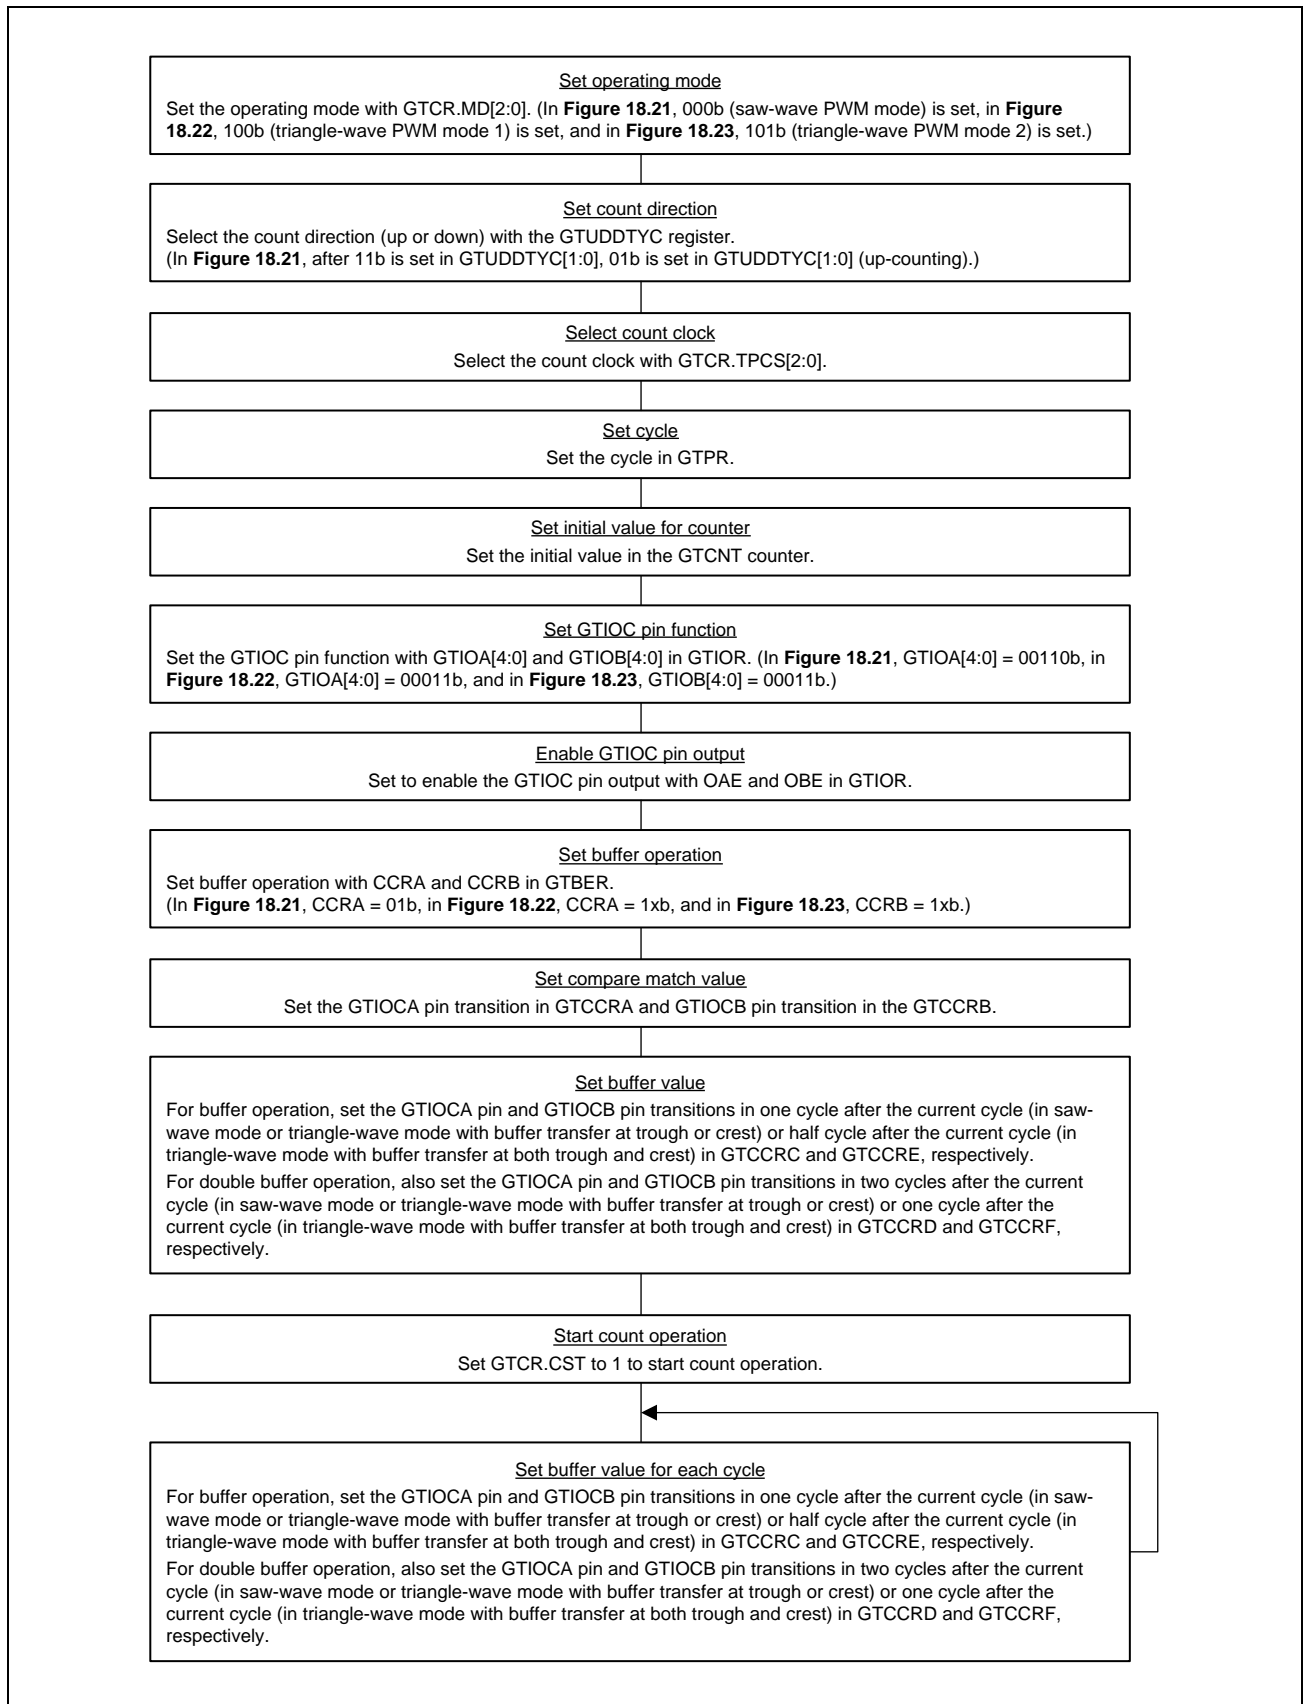 Set operating mode
Set the operating mode with GTCR.MD[2:0]. (In Figure 18.21, 000b (saw-wave PWM mode) is set, in Figure
18.22, 100b (triangle-wave PWM mode 1) is set, and in Figure 18.23, 101b (triangle-wave PWM mode 2) is set.)
Set count direction
Select the count direction (up or down) with the GTUDDTYC register.
(In Figure 18.21, after 11b is set in GTUDDTYC[1:0], 01b is set in GTUDDTYC[1:0] (up-counting).)
Select count clock
Select the count clock with GTCR.TPCS[2:0].
Set cycle
Set the cycle in GTPR.
Set initial value for counter
Set the initial value in the GTCNT counter.
Set GTIOC pin function
Set the GTIOC pin function with GTIOA[4:0] and GTIOB[4:0] in GTIOR. (In Figure 18.21, GTIOA[4:0] = 00110b, in
Figure 18.22, GTIOA[4:0] = 00011b, and in Figure 18.23, GTIOB[4:0] = 00011b.)
Enable GTIOC pin output
Set to enable the GTIOC pin output with OAE and OBE in GTIOR.
Set buffer operation
Set buffer operation with CCRA and CCRB in GTBER.
(In Figure 18.21, CCRA = 01b, in Figure 18.22, CCRA = 1xb, and in Figure 18.23, CCRB = 1xb.)
Set compare match value
Set the GTIOCA pin transition in GTCCRA and GTIOCB pin transition in the GTCCRB.
Set buffer value
For buffer operation, set the GTIOCA pin and GTIOCB pin transitions in one cycle after the current cycle (in saw-
wave mode or triangle-wave mode with buffer transfer at trough or crest) or half cycle after the current cycle (in
triangle-wave mode with buffer transfer at both trough and crest) in GTCCRC and GTCCRE, respectively.
For double buffer operation, also set the GTIOCA pin and GTIOCB pin transitions in two cycles after the current
cycle (in saw-wave mode or triangle-wave mode with buffer transfer at trough or crest) or one cycle after the
current cycle (in triangle-wave mode with buffer transfer at both trough and crest) in GTCCRD and GTCCRF,
respectively.
Start count operation
Set GTCR.CST to 1 to start count operation.
Set buffer value for each cycle
For buffer operation, set the GTIOCA pin and GTIOCB pin transitions in one cycle after the current cycle (in saw-
wave mode or triangle-wave mode with buffer transfer at trough or crest) or half cycle after the current cycle (in
triangle-wave mode with buffer transfer at both trough and crest) in GTCCRC and GTCCRE, respectively.
For double buffer operation, also set the GTIOCA pin and GTIOCB pin transitions in two cycles after the current
cycle (in saw-wave mode or triangle-wave mode with buffer transfer at trough or crest) or one cycle after the
current cycle (in triangle-wave mode with buffer transfer at both trough and crest) in GTCCRD and GTCCRF,
respectively.